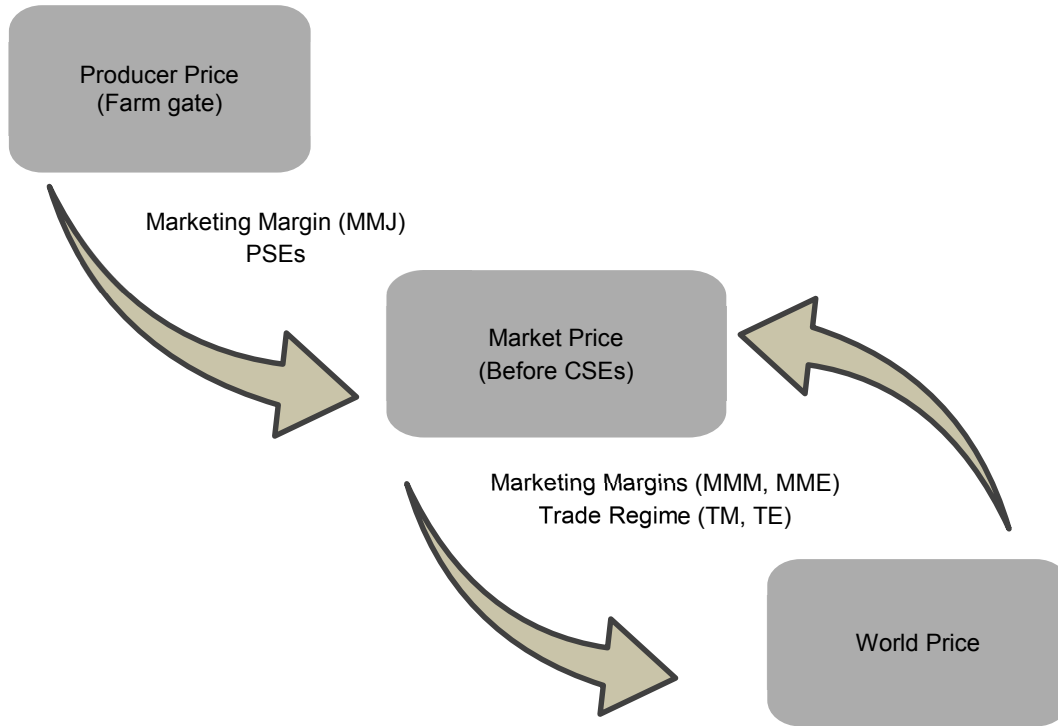 Producer Price
(Farm gate)
Marketing Margin (MMJ)
PSEs
Market Price
(Before CSEs)
Marketing Margins (MMM, MME)
Trade Regime (TM, TE)
World Price